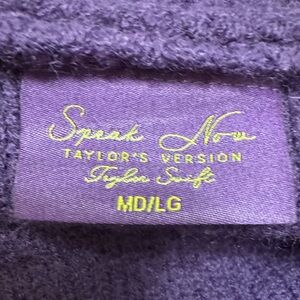 Speak Now
TAYLOR'S VERSION
Taylor Swift
MD/LG